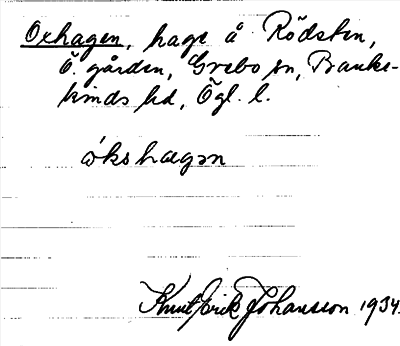 Oxhagen, hage å Rödsten,
Ö. gården, Grebo sn, Banke-
kinds hd, Ögl. l.
ókshagən
Knut Erik Johansson 1934.